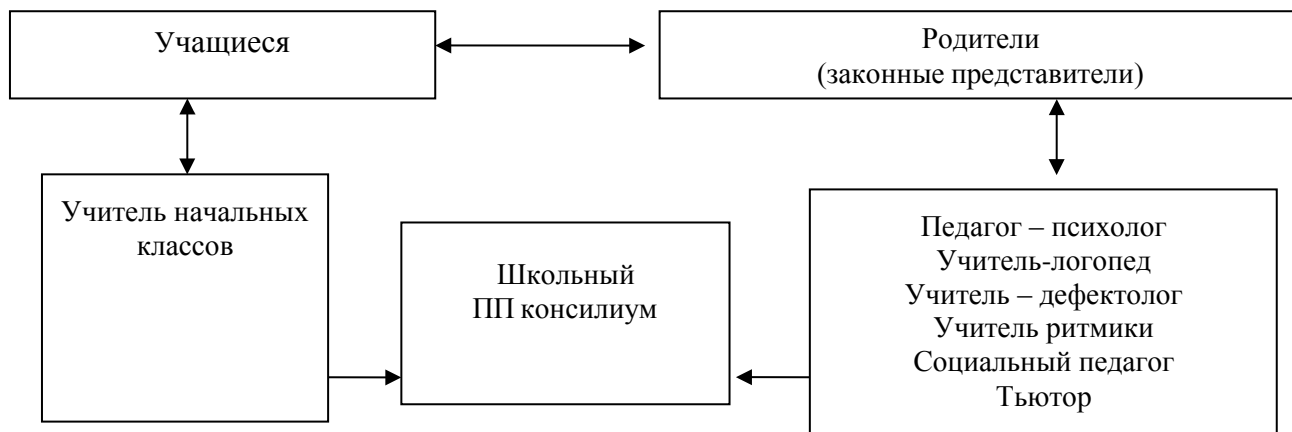 Учащиеся
Родители
(законные представители)
Учитель начальных
классов
Школьный
ПП консилиум
Педагог – психолог
Учитель-логопед
Учитель – дефектолог
Учитель ритмики
Социальный педагог
Тьютор